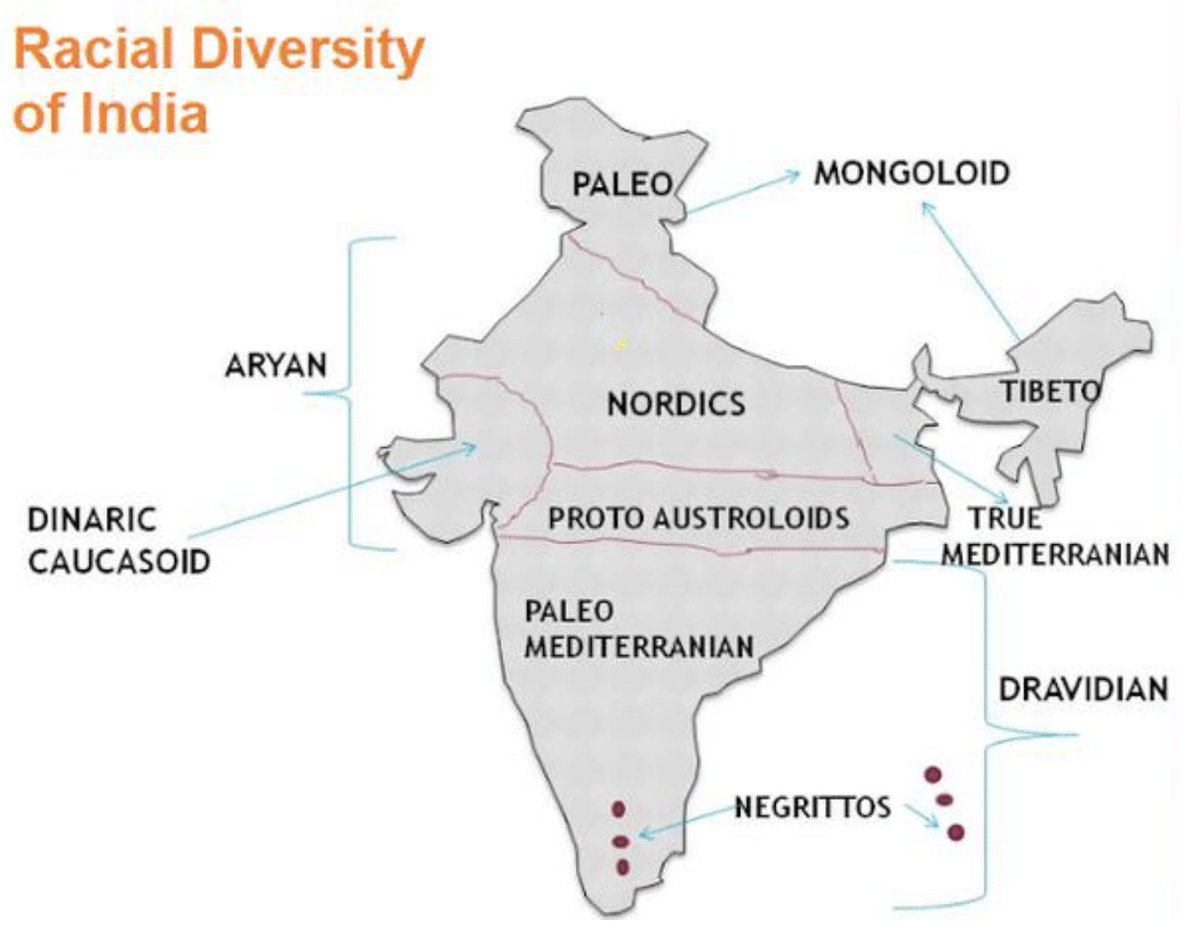 Racial Diversity
of India
PALEO
MONGOLOID
ARYAN
NORDICS
TIBETO
DINARIC
CAUCASOID
PROTO AUSTROLOIDS
TRUE
MEDITERRANIAN
PALEO
MEDITERRANIAN
DRAVIDIAN
NEGRITTOS